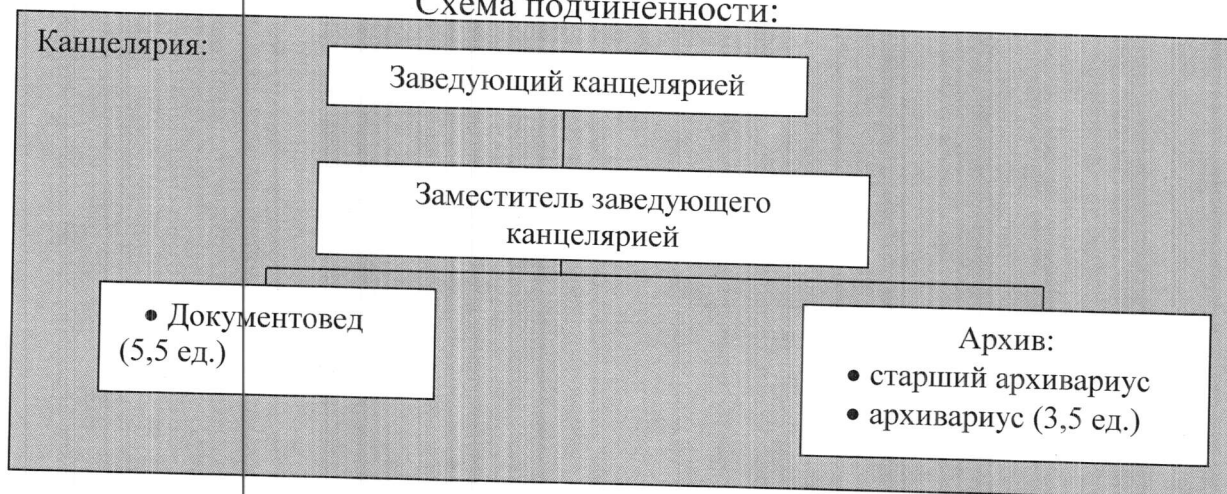 Схема подчиненности:
Канцелярия:
Заведующий канцелярией
Заместитель заведующего
канцелярией
• Документовед
(5,5 ед.)
Архив:
• старший архивариус
• архивариус (3,5 ед.)